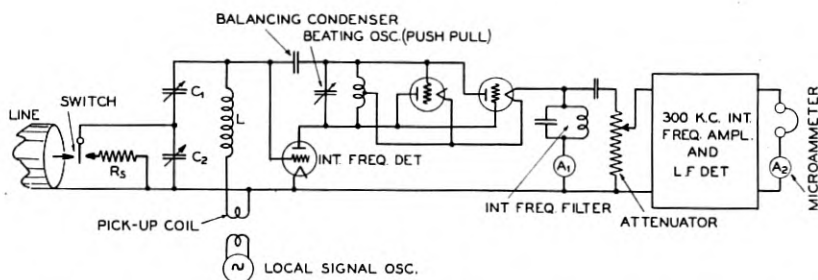 BALANCING CONDENSER
BEATING OSC.(PUSH PULL)
LINE
SWITCH
C1
C2
RS
L
INT. FREQ. DET
PICK-UP COIL
~
LOCAL SIGNAL OSC.
A1
INT FREQ. FILTER
ATTENUATOR
300 K.C. INT.
FREQ. AMPL.
AND
L.F DET
A2
MICROAMMETER